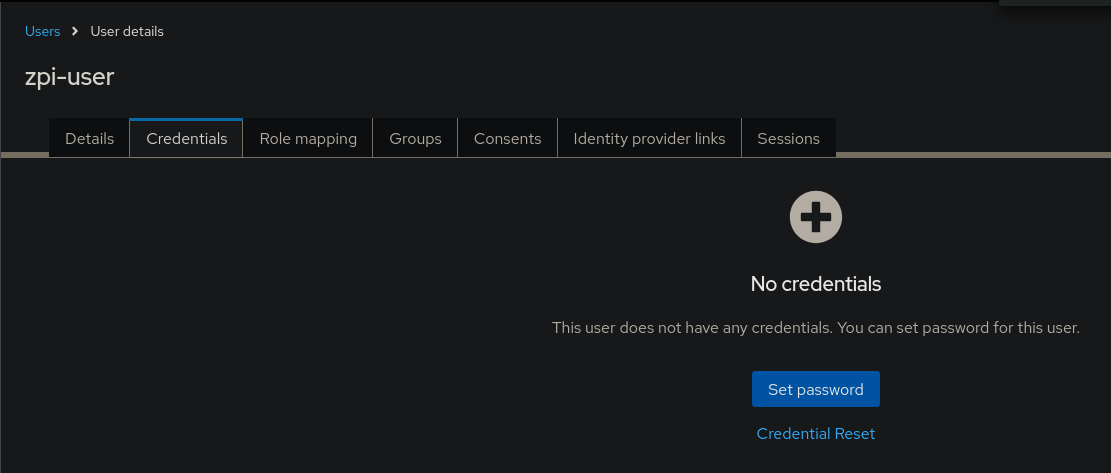 Users > User details
zpi-user
Details Credentials Role mapping Groups Consents Identity provider links Sessions
No credentials
This user does not have any credentials. You can set password for this user.
Set password
Credential Reset